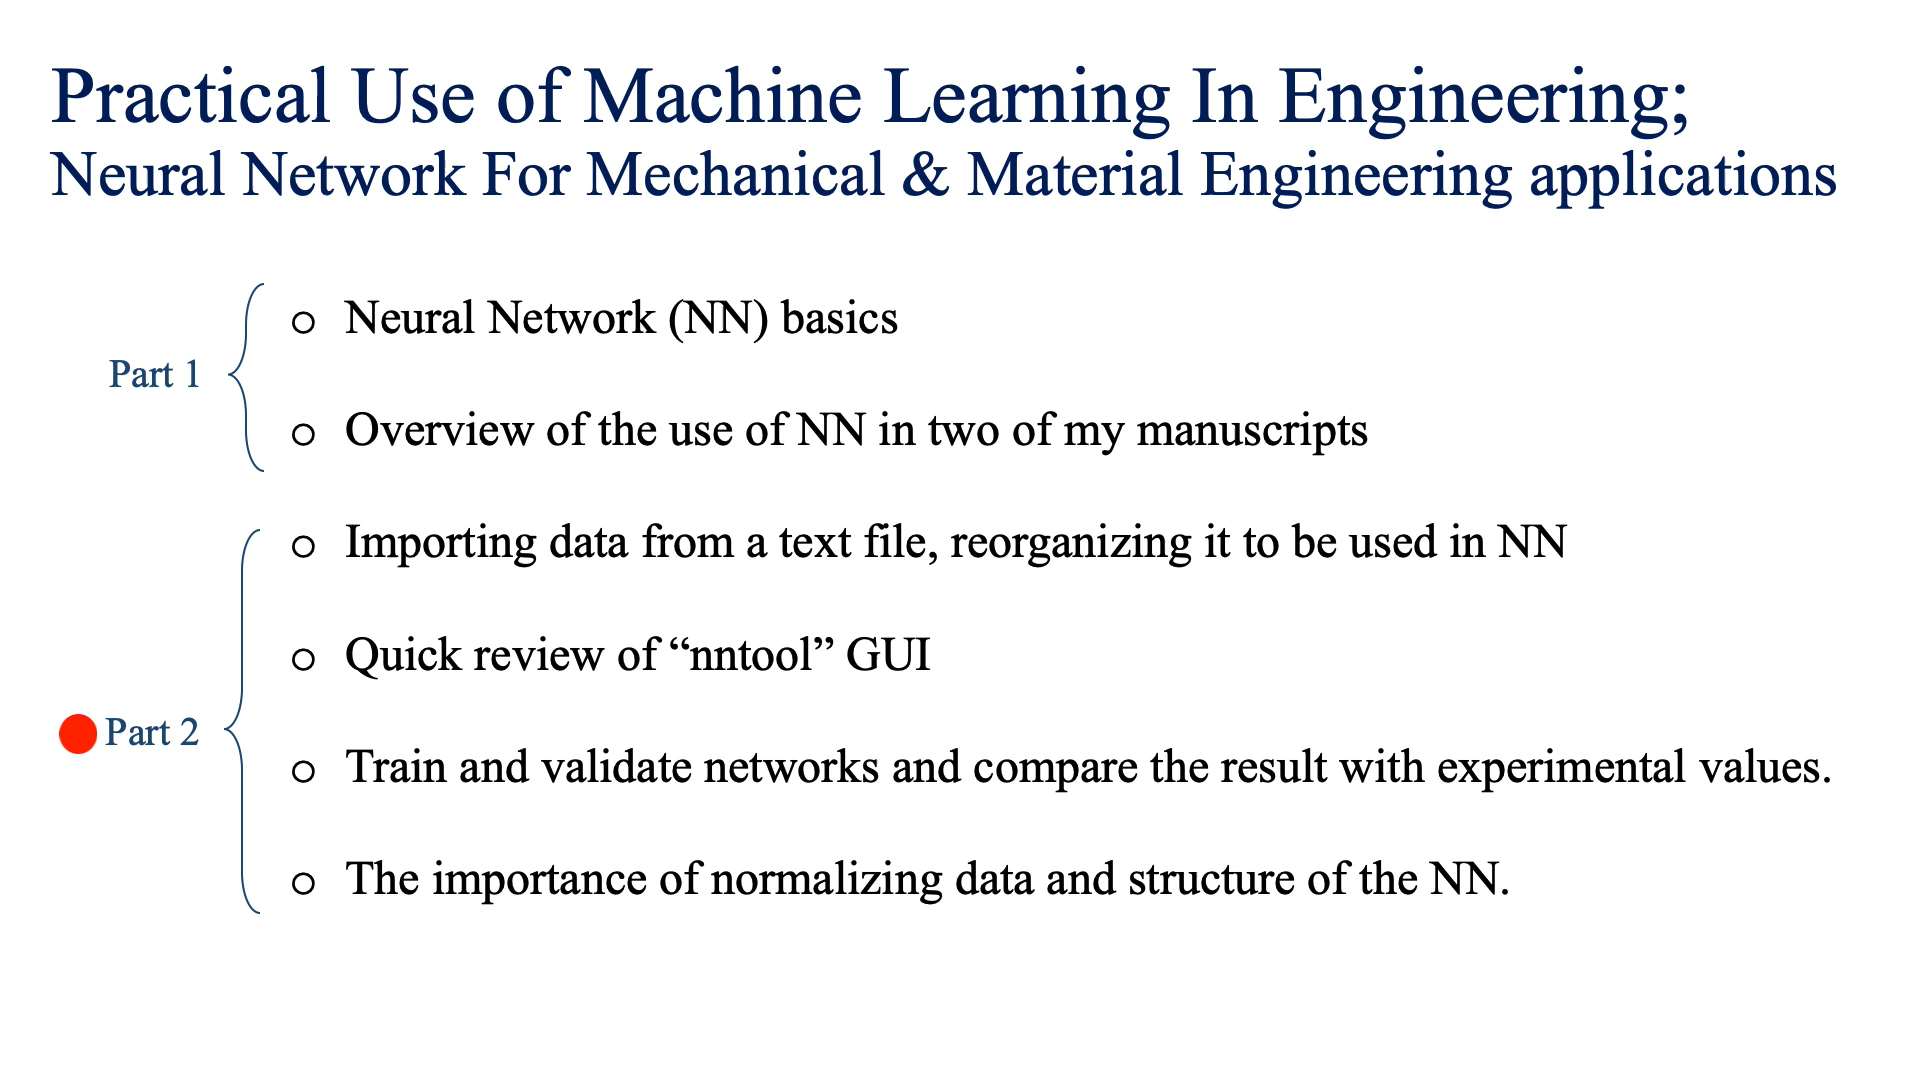 Practical Use of Machine Learning In Engineering;
Neural Network For Mechanical & Material Engineering applications
Part 1
Neural Network (NN) basics
Overview of the use of NN in two of my manuscripts
Part 2
Importing data from a text file, reorganizing it to be used in NN
Quick review of “nntool” GUI
Train and validate networks and compare the result with experimental values.
The importance of normalizing data and structure of the NN.